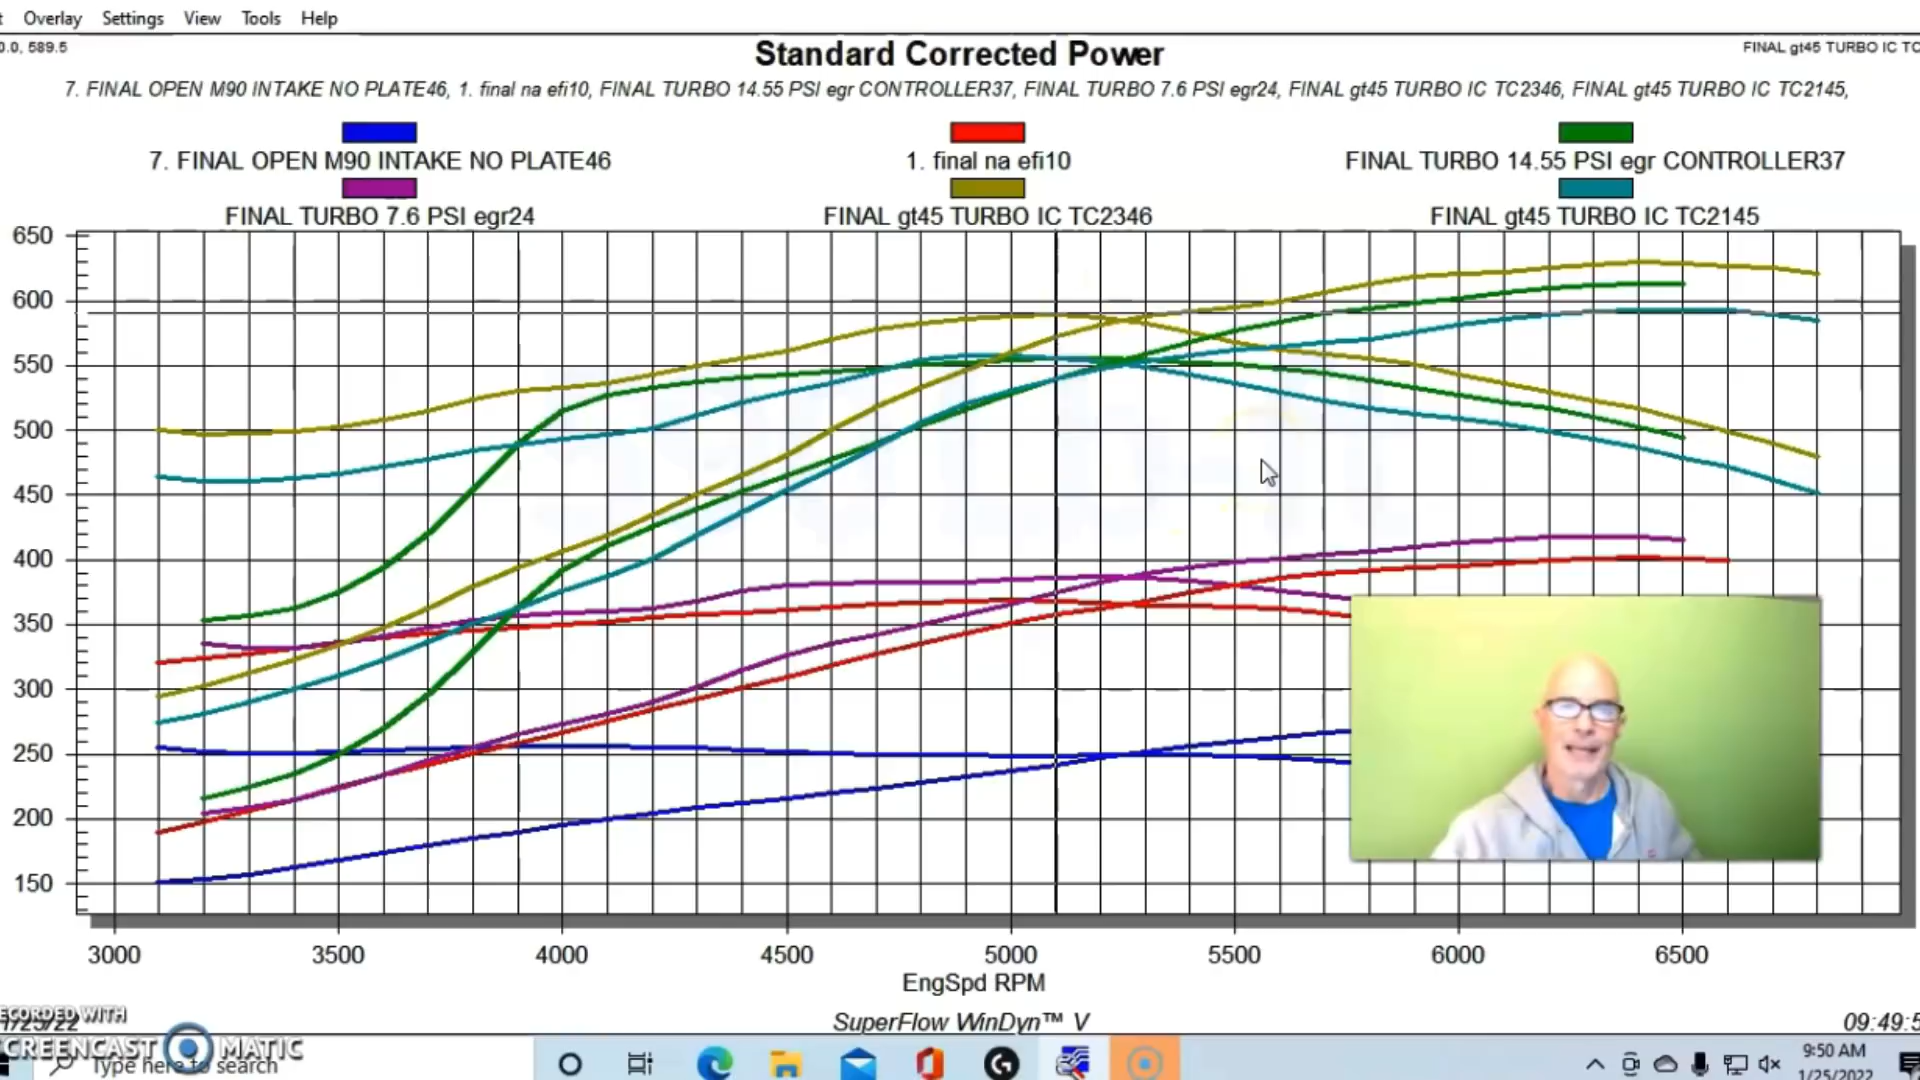 Overlay Settings View Tools Help
0.0, 589.5
Standard Corrected Power
FINAL gt45 TURBO IC TC
7. FINAL OPEN M90 INTAKE NO PLATE46, 1. final na efi10, FINAL TURBO 14.55 PSI egr CONTROLLER37, FINAL TURBO 7.6 PSI egr24, FINAL gt45 TURBO IC TC2346, FINAL gt45 TURBO IC TC2145,
7. FINAL OPEN M90 INTAKE NO PLATE46
1. final na efi10
FINAL TURBO 14.55 PSI egr CONTROLLER37
FINAL TURBO 7.6 PSI egr24
FINAL gt45 TURBO IC TC2346
FINAL gt45 TURBO IC TC2145
650
600
550
500
450
400
350
300
250
200
150
3000 3500 4000 4500 5000 5500 6000 6500
EngSpd RPM
ECORDED WITH
/25/22
SuperFlow WinDyn™ V
09:49:5
CREENCAST MATIC
Type here to search
9:50 AM
1/25/2022